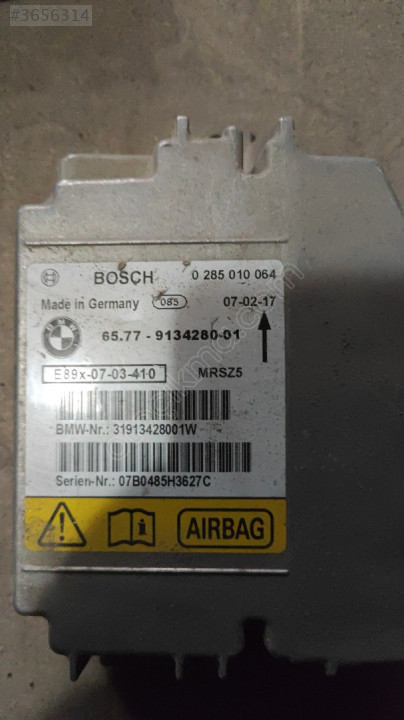 #3656314
BOSCH 0 285 010 064
Made in Germany 085 07-02-17
65.77 - 9134280-01
E89x-07-03-410 MRSZ5
BMW-Nr.: 31913428001W
Serien-Nr.: 07B0485H3627C
AIRBAG